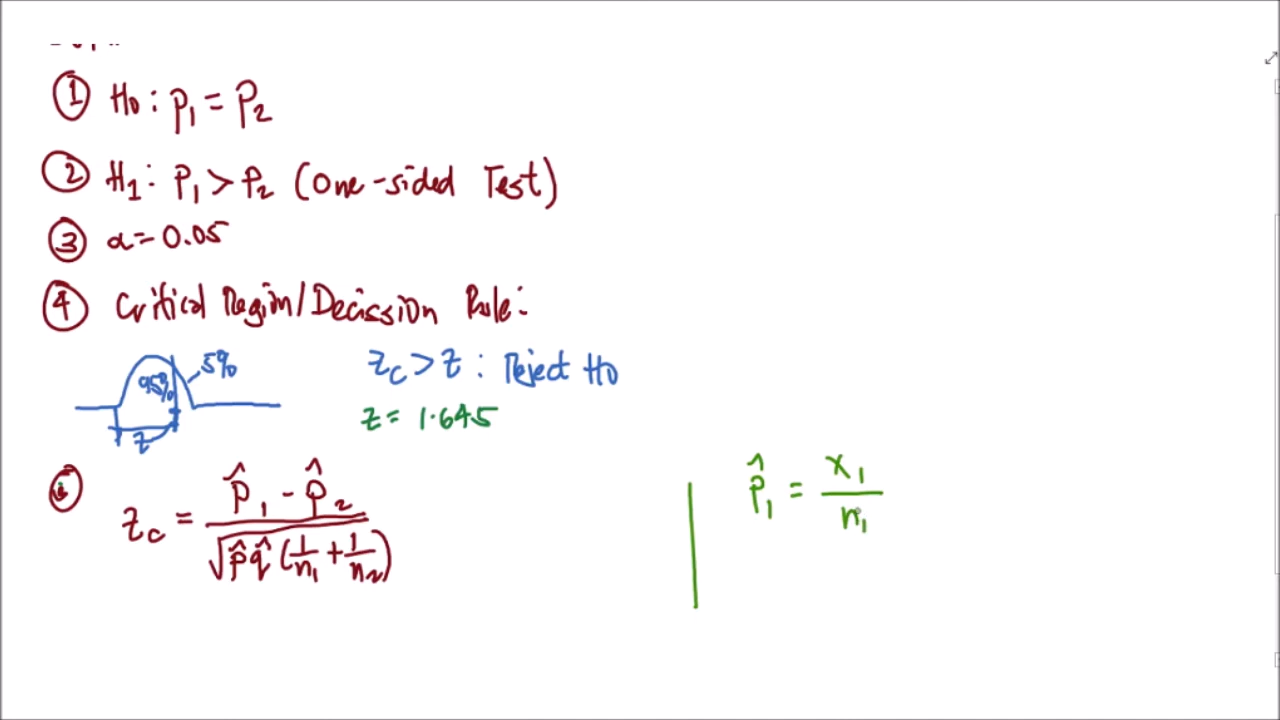 ① H0 : p1 = p2
② H1 : p1 > p2 (One-sided Test)
③ α = 0.05
④ Critical Region/Decission Rule:
95% 5% zc > z : Reject H0
z z = 1.645
zc = p̂1 - p̂2 / √p̂q̂ (1/n1 + 1/n2)
p̂1 = x1 / n1